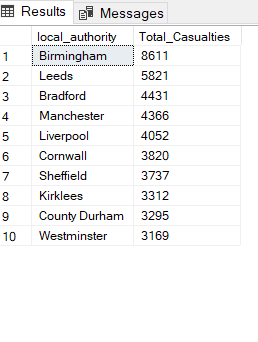 Results Messages
local_authority Total_Casualties
1 Birmingham 8611
2 Leeds 5821
3 Bradford 4431
4 Manchester 4366
5 Liverpool 4052
6 Cornwall 3820
7 Sheffield 3737
8 Kirklees 3312
9 County Durham 3295
10 Westminster 3169